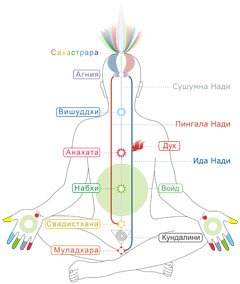 Сахастрара
Агния
Сушумна Нади
Вишуддхи
Пингала Нади
Анахата
Дух
Ида Нади
Набхи
Войд
Свадистхана
Кундалини
Муладхара